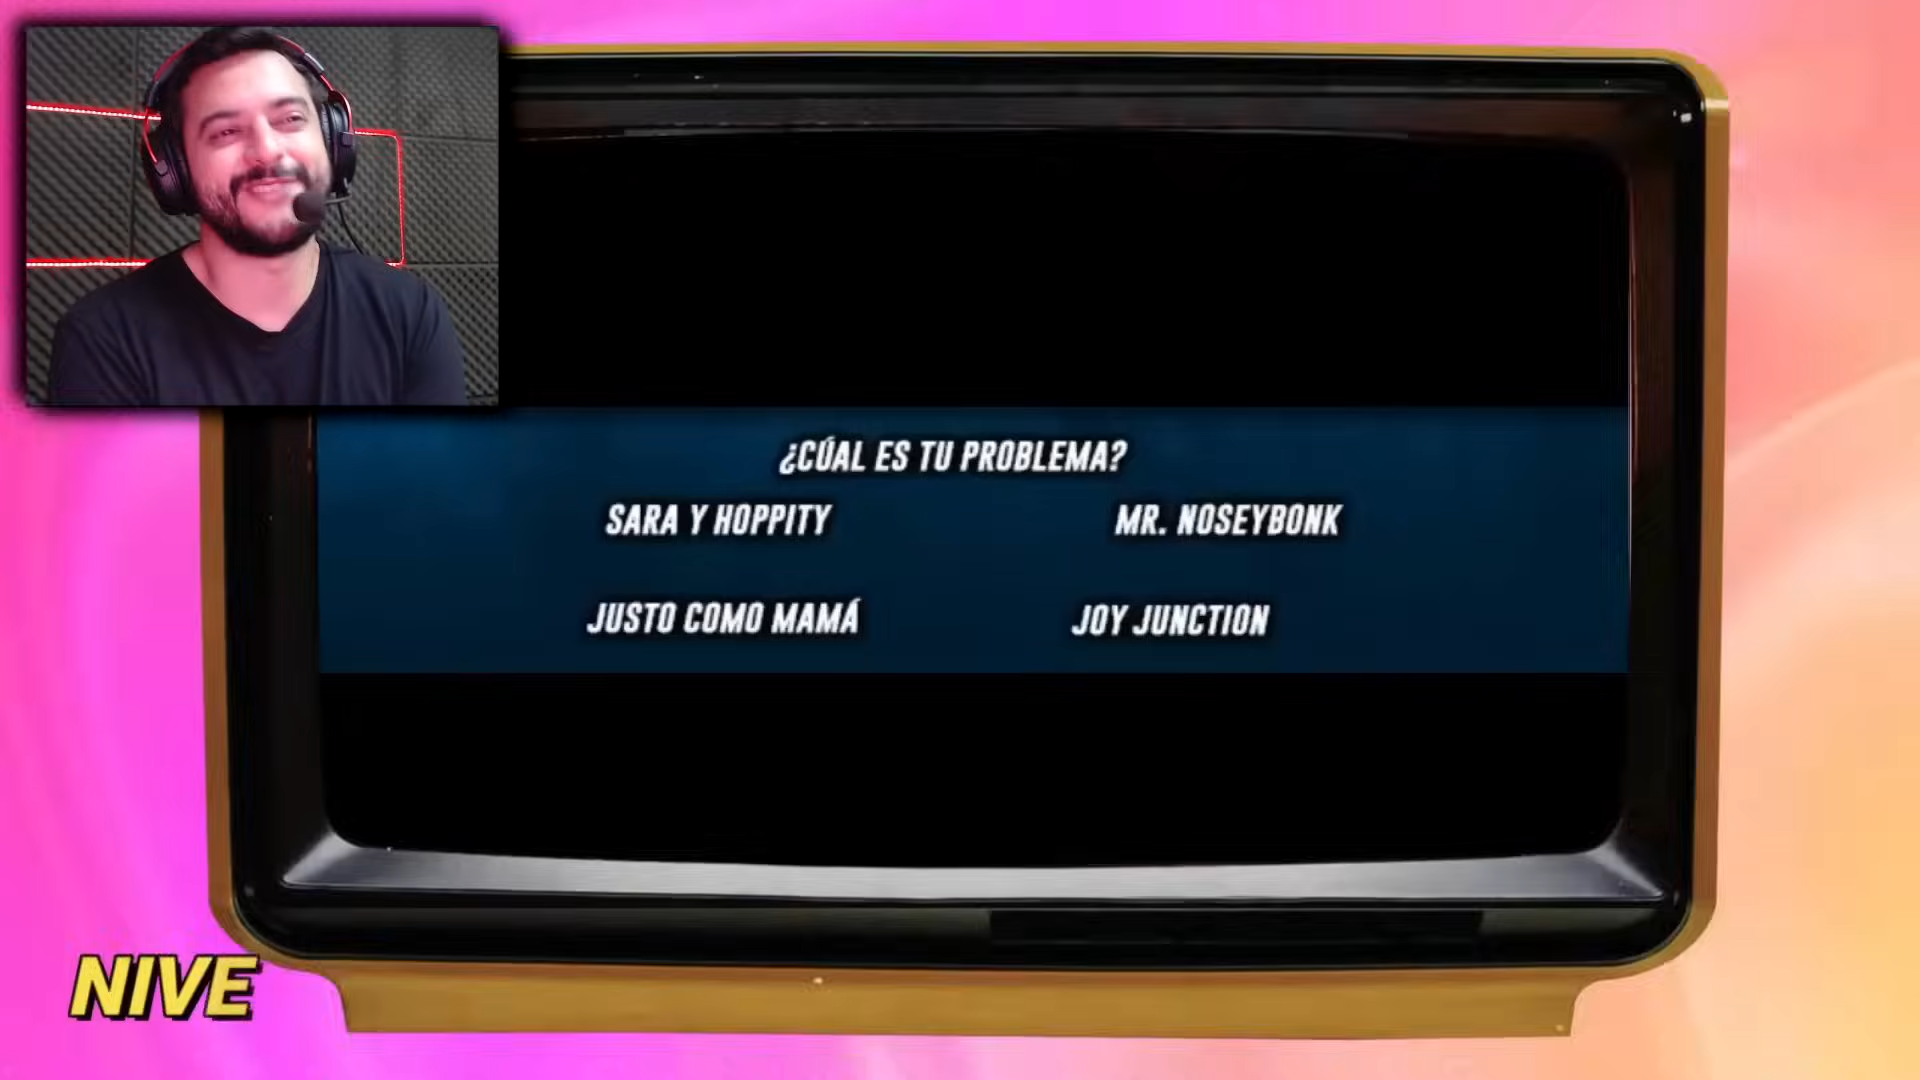 ¿CÚAL ES TU PROBLEMA?
SARA Y HOPPITY
MR. NOSEYBONK
JUSTO COMO MAMÁ
JOY JUNCTION
NIVE